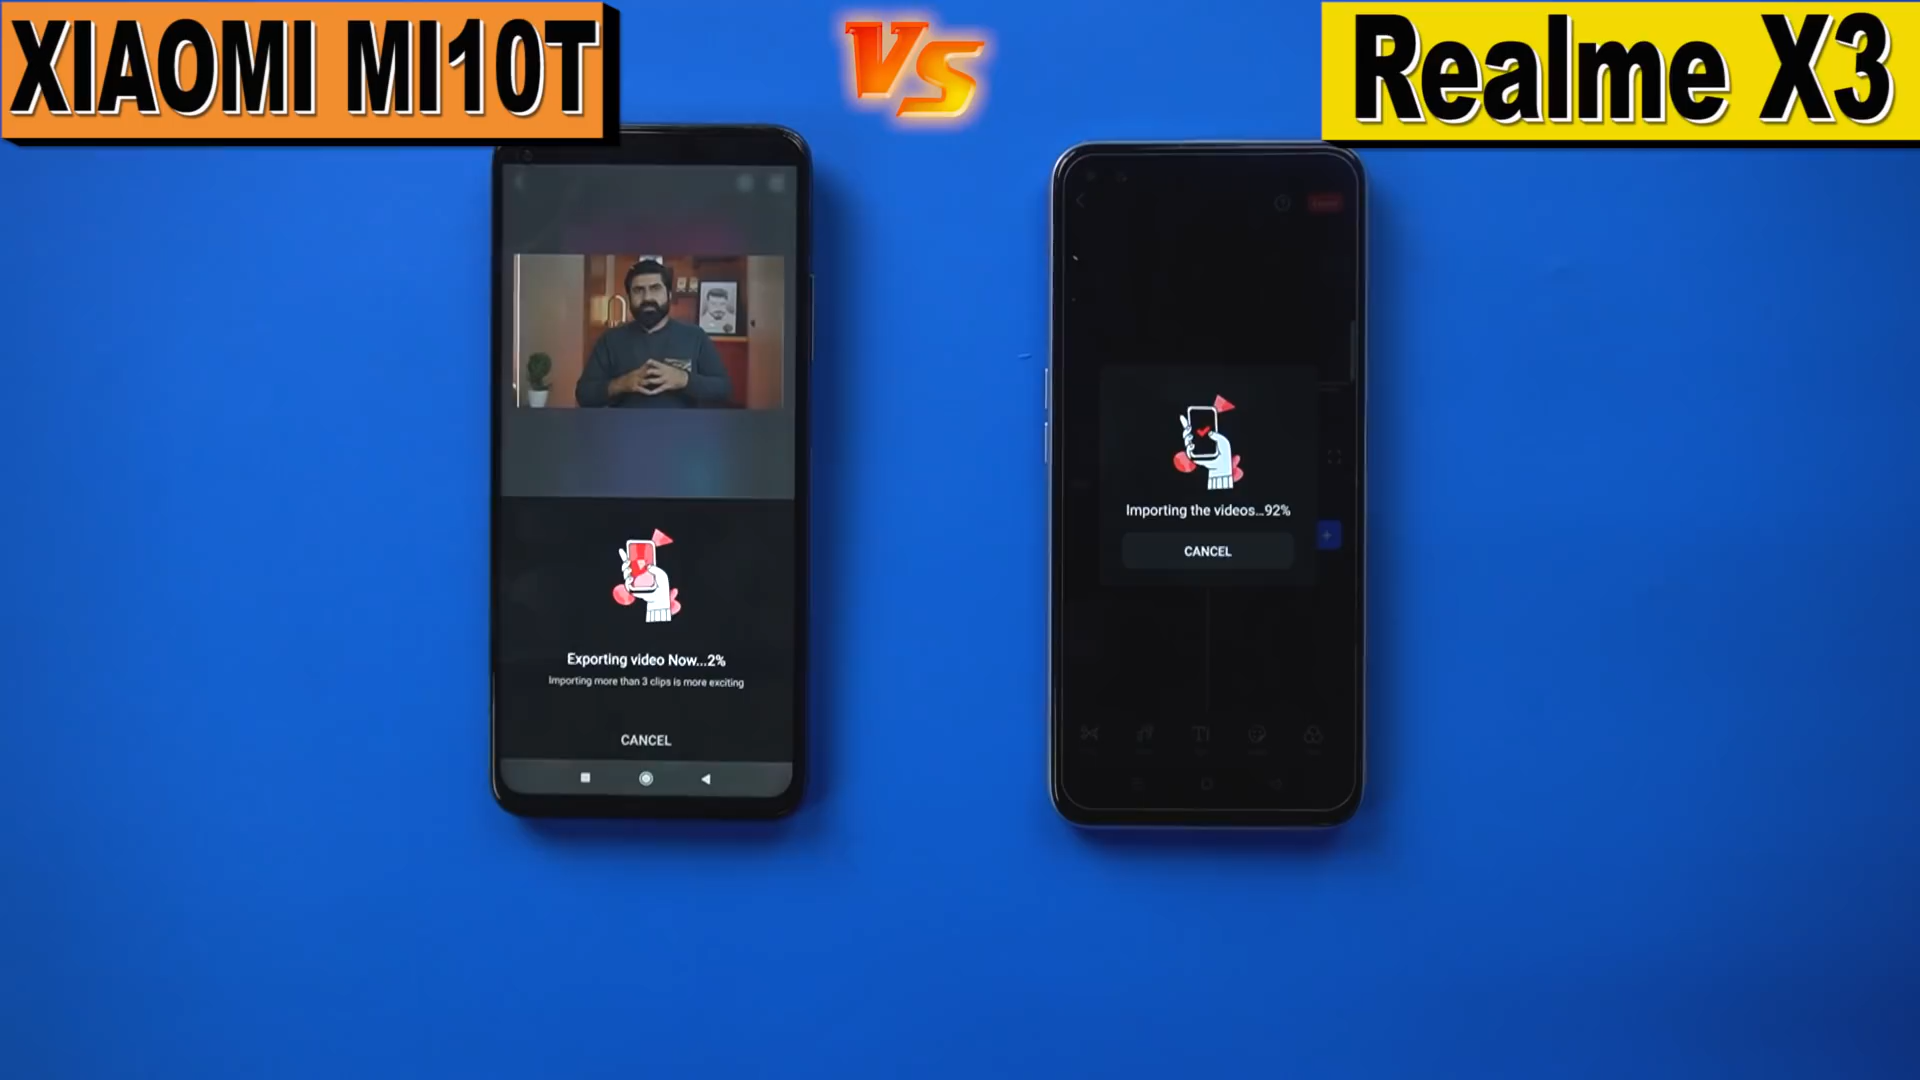 XIAOMI MI10T
VS
Realme X3
Exporting video Now...2%
Importing more than 3 clips is more exciting
CANCEL
Importing the videos...92%
CANCEL